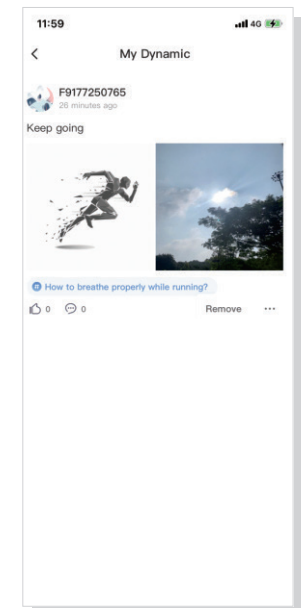 11:59
4G
My Dynamic
F9177250765
26 minutes ago
Keep going
How to breathe properly while running?
0
0
Remove